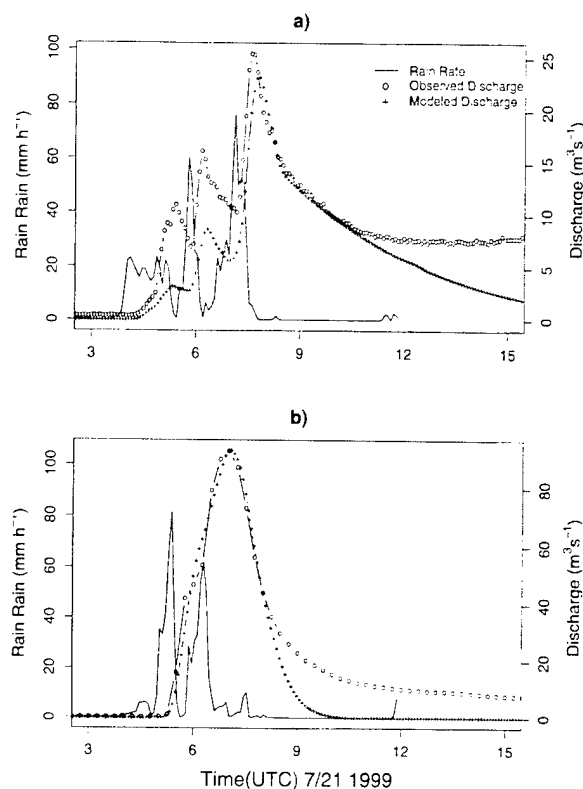 a)
Rain Rate
Observed Discharge
Modeled Discharge
Rain Rain (mm h⁻¹)
0 20 40 60 80 100
Discharge (m³s⁻¹)
0 5 10 15 20 25
3 6 9 12 15
b)
Rain Rain (mm h⁻¹)
0 20 40 60 80 100
Discharge (m³s⁻¹)
0 20 40 60 80
3 6 9 12 15
Time(UTC) 7/21 1999